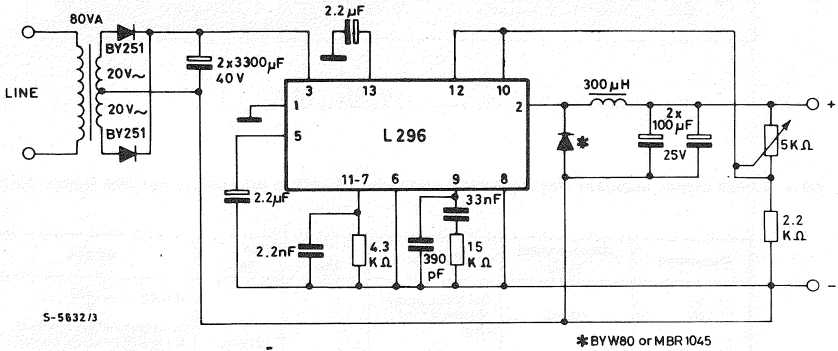 80VA
BY251
20V~
20V~
BY251
LINE
2x3300µF
40V
2.2µF
3
13
12
10
1
5
2
L296
11-7
6
9
8
2.2µF
2.2nF
4.3
KΩ
390
pF
33nF
15
KΩ
300µH
2x
100µF
25V
*
5KΩ
2.2
KΩ
+
-
S-5632/3
* BYW80 or MBR1045